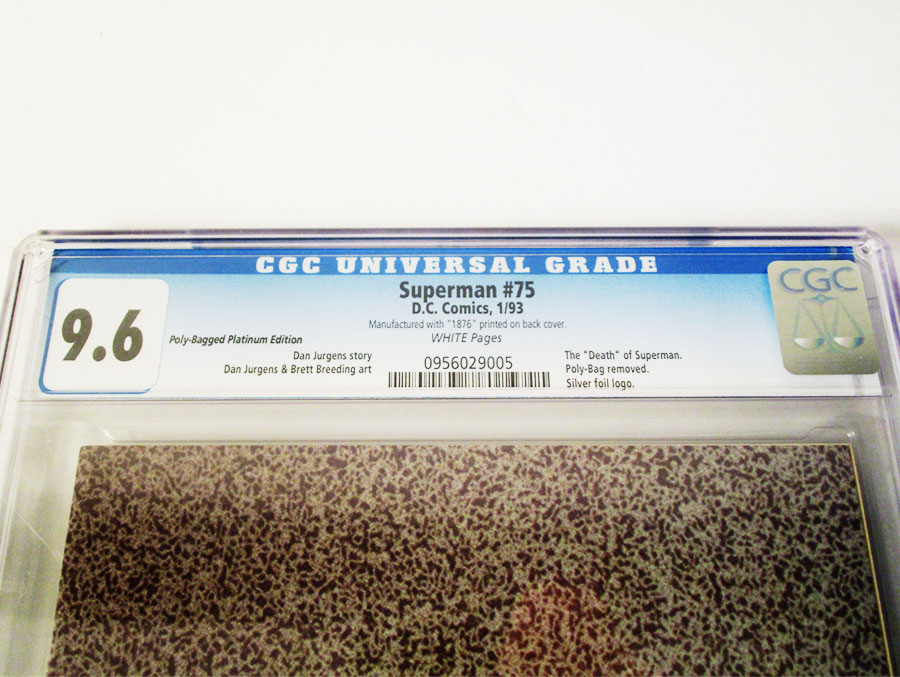 CGC UNIVERSAL GRADE
9.6
Superman #75
D.C. Comics, 1/93
Manufactured with "1876" printed on back cover.
WHITE Pages
Poly-Bagged Platinum Edition
Dan Jurgens story
Dan Jurgens & Brett Breeding art
0956029005
The "Death" of Superman.
Poly-Bag removed.
Silver foil logo.
CGC